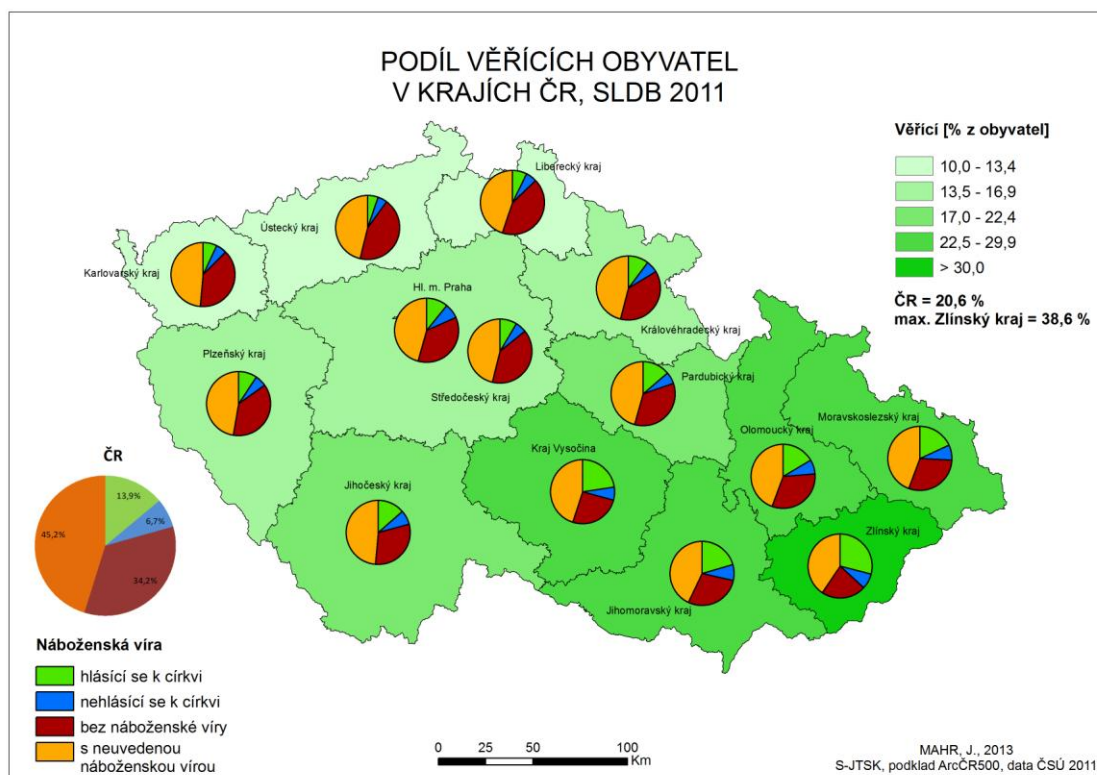 PODÍL VĚŘÍCÍCH OBYVATEL
V KRAJÍCH ČR, SLDB 2011
Věřící [% z obyvatel]
10,0 - 13,4
13,5 - 16,9
17,0 - 22,4
22,5 - 29,9
> 30,0
ČR = 20,6 %
max. Zlínský kraj = 38,6 %
Liberecký kraj
Ústecký kraj
Karlovarský kraj
Hl. m. Praha
Královéhradecký kraj
Plzeňský kraj
Středočeský kraj
Pardubický kraj
Moravskoslezský kraj
Olomoucký kraj
Kraj Vysočina
Jihočeský kraj
Zlínský kraj
Jihomoravský kraj
ČR
13,9%
6,7%
45,2%
34,2%
Náboženská víra
hlásící se k církvi
nehlásící se k církvi
bez náboženské víry
s neuvedenou
náboženskou vírou
0 25 50 100
Km
MAHR, J., 2013
S-JTSK, podklad ArcČR500, data ČSÚ 2011